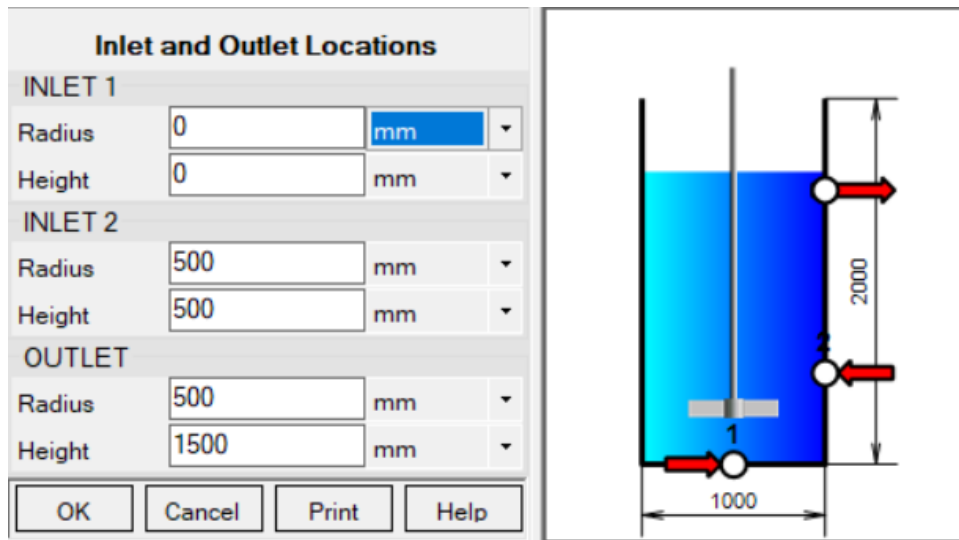 Inlet and Outlet Locations
INLET 1
Radius 0 mm
Height 0 mm
INLET 2
Radius 500 mm
Height 500 mm
OUTLET
Radius 500 mm
Height 1500 mm
OK Cancel Print Help
2000
2
1
1000